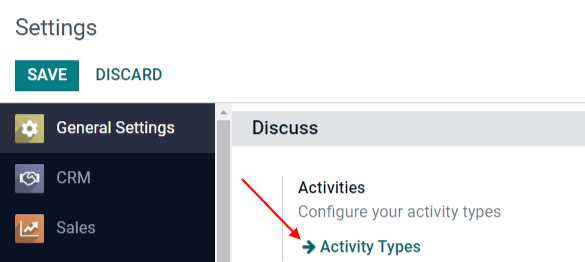 Settings
SAVE DISCARD
General Settings
CRM
Sales
Discuss
Activities
Configure your activity types
Activity Types